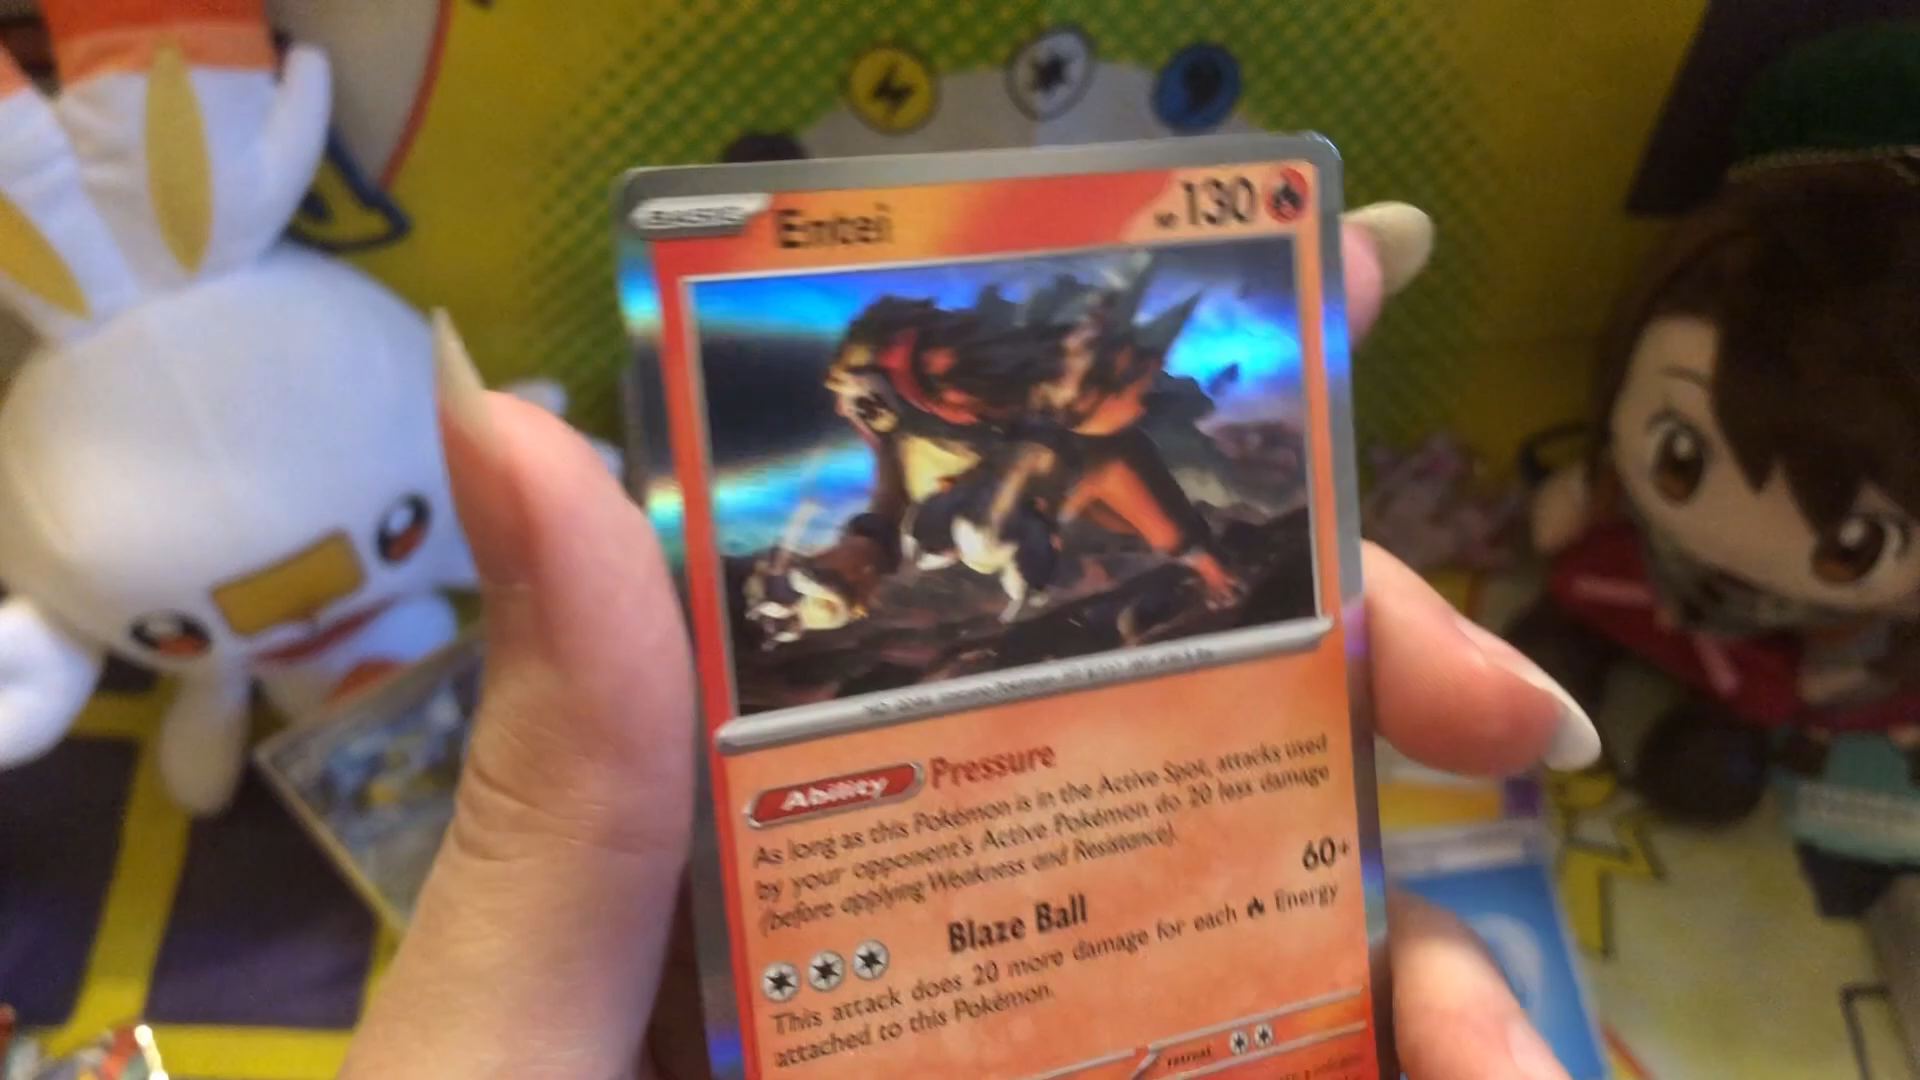 BASIC Entei HP 130
Ability Pressure
As long as this Pokémon is in the Active Spot, attacks used
by your opponent's Active Pokémon do 20 less damage
(before applying Weakness and Resistance).
Blaze Ball 60+
This attack does 20 more damage for each Energy
attached to this Pokémon.
retreat